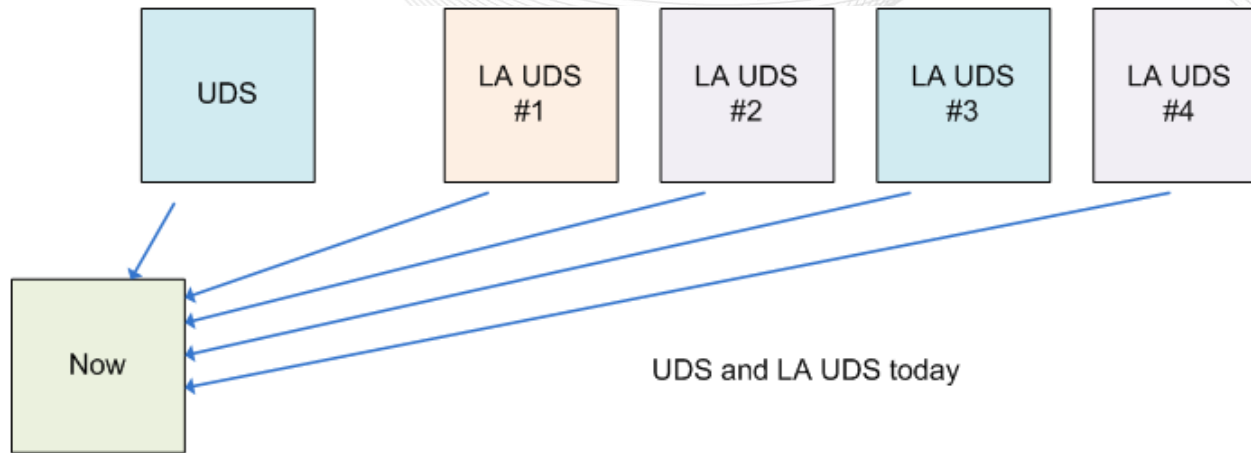 UDS
LA UDS
#1
LA UDS
#2
LA UDS
#3
LA UDS
#4
Now
UDS and LA UDS today